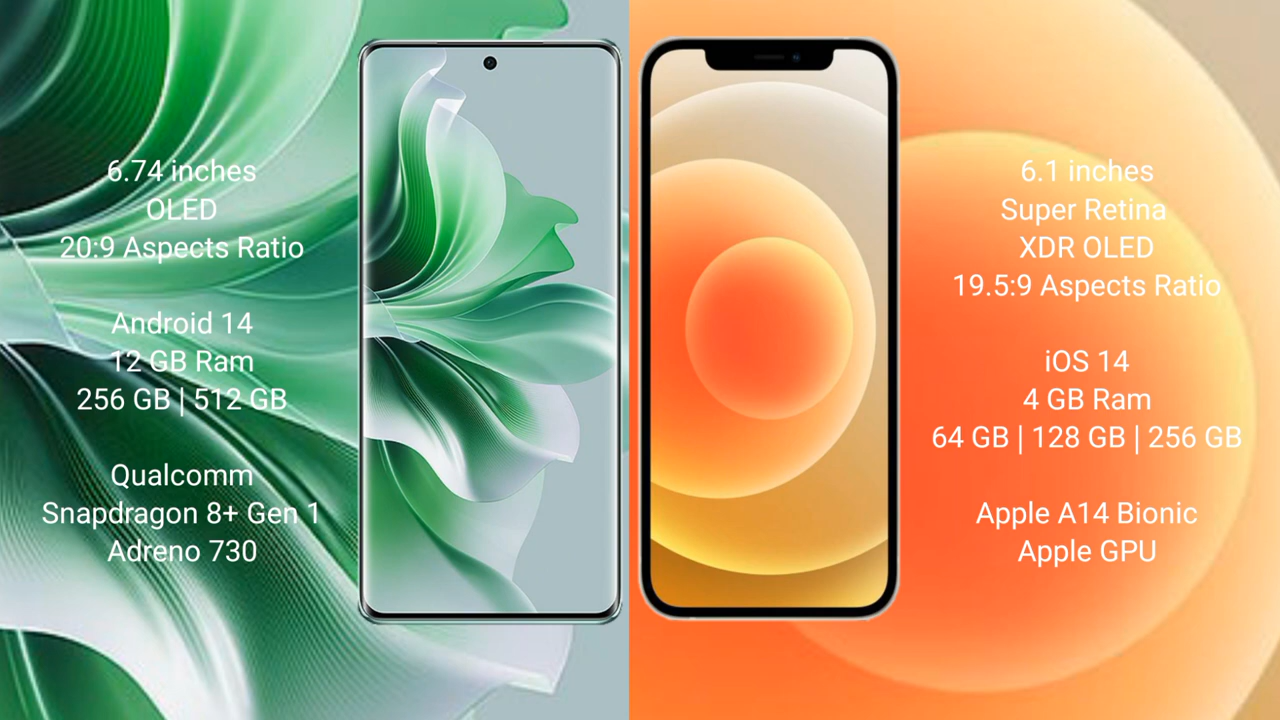 6.74 inches
OLED
20:9 Aspects Ratio
Android 14
12 GB Ram
256 GB | 512 GB
Qualcomm
Snapdragon 8+ Gen 1
Adreno 730
6.1 inches
Super Retina
XDR OLED
19.5:9 Aspects Ratio
iOS 14
4 GB Ram
64 GB | 128 GB | 256 GB
Apple A14 Bionic
Apple GPU